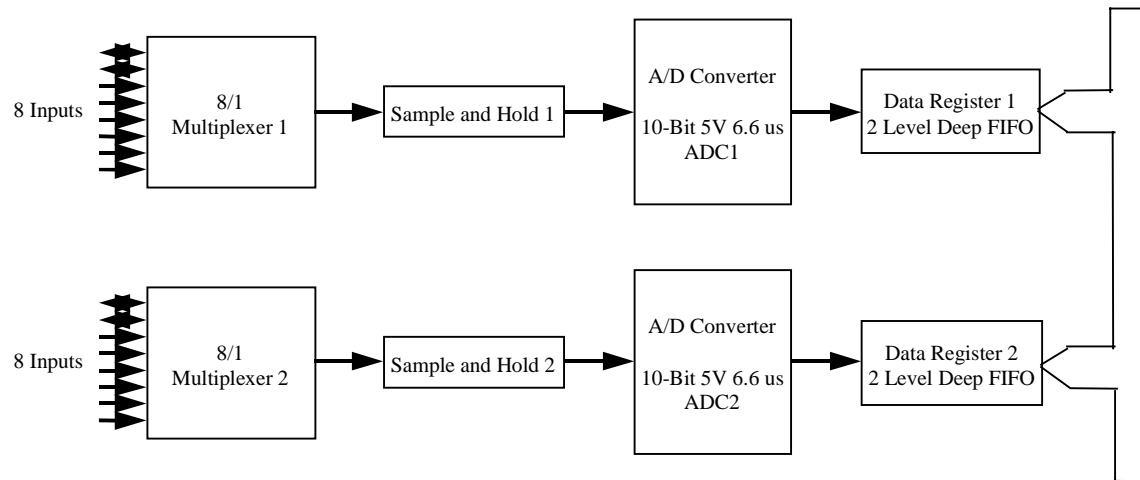 8 Inputs
8/1
Multiplexer 1
Sample and Hold 1
A/D Converter
10-Bit 5V 6.6 us
ADC1
Data Register 1
2 Level Deep FIFO
8 Inputs
8/1
Multiplexer 2
Sample and Hold 2
A/D Converter
10-Bit 5V 6.6 us
ADC2
Data Register 2
2 Level Deep FIFO